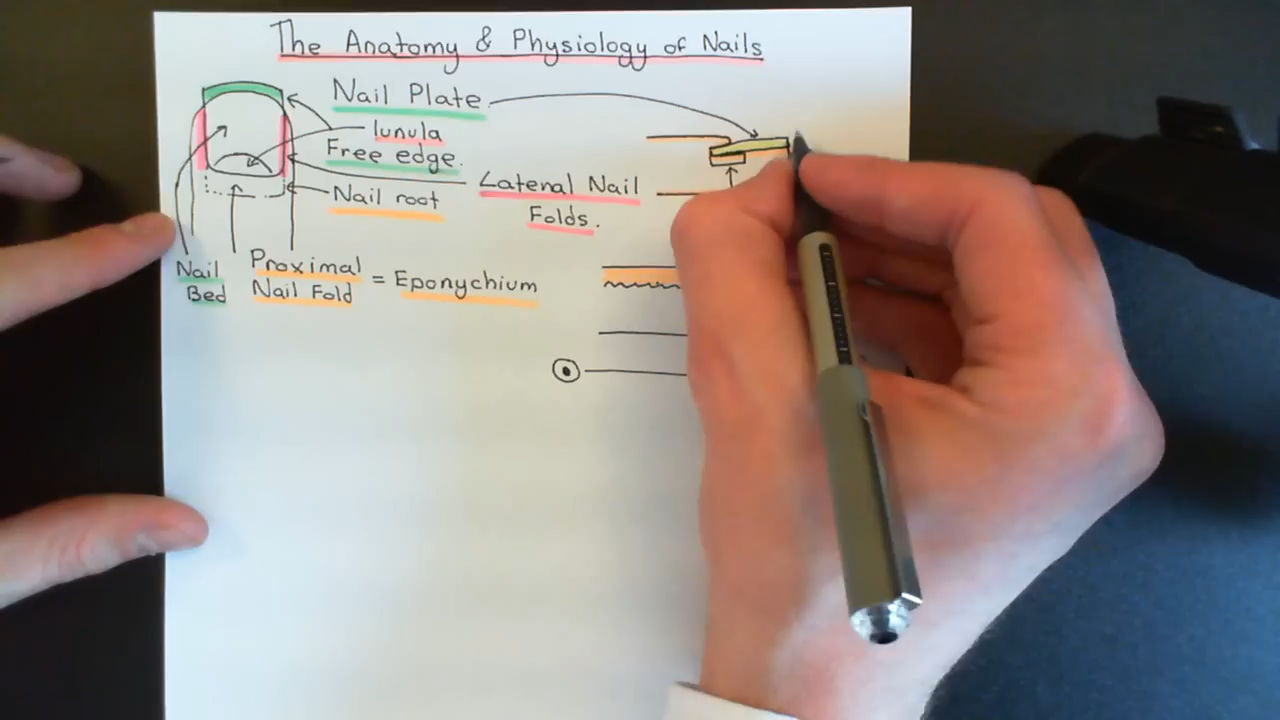 The Anatomy & Physiology of Nails
Nail Plate
lunula
Free edge.
Latenal Nail
Folds.
Nail root
Nail
Bed
Proximal
Nail Fold
= Eponychium